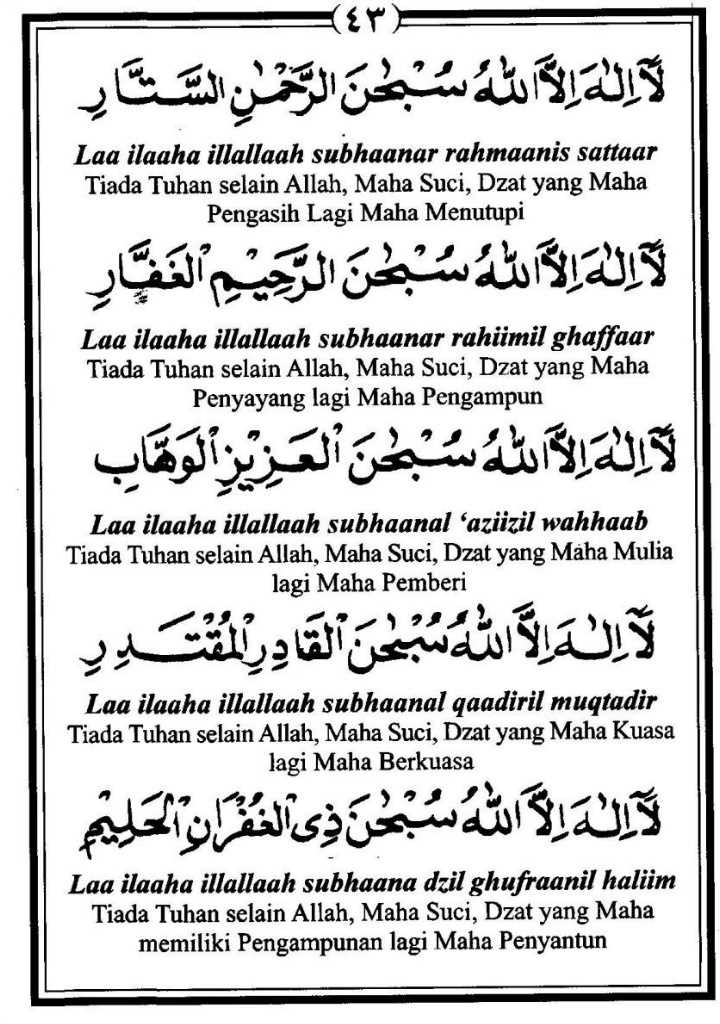 (٤٣)
لَآ اِلٰهَ اِلَّا اللّٰهُ سُبْحٰنَ الرَّحْمٰنِ السَّتَّارِ
Laa ilaaha illallaah subhaanar rahmaanis sattaar
Tiada Tuhan selain Allah, Maha Suci, Dzat yang Maha
Pengasih Lagi Maha Menutupi
لَآ اِلٰهَ اِلَّا اللّٰهُ سُبْحٰنَ الرَّحِيْمِ الْغَفَّارِ
Laa ilaaha illallaah subhaanar rahiimil ghaffaar
Tiada Tuhan selain Allah, Maha Suci, Dzat yang Maha
Penyayang lagi Maha Pengampun
لَآ اِلٰهَ اِلَّا اللّٰهُ سُبْحٰنَ الْعَزِيْزِ الْوَهَّابِ
Laa ilaaha illallaah subhaanal ‘aziizil wahhaab
Tiada Tuhan selain Allah, Maha Suci, Dzat yang Maha Mulia
lagi Maha Pemberi
لَآ اِلٰهَ اِلَّا اللّٰهُ سُبْحٰنَ الْقَادِرِ الْمُقْتَدِرِ
Laa ilaaha illallaah subhaanal qaadiril muqtadir
Tiada Tuhan selain Allah, Maha Suci, Dzat yang Maha Kuasa
lagi Maha Berkuasa
لَآ اِلٰهَ اِلَّا اللّٰهُ سُبْحٰنَ ذِى الْغُفْرَانِ الْحَلِيْمِ
Laa ilaaha illallaah subhaana dzil ghufraanil haliim
Tiada Tuhan selain Allah, Maha Suci, Dzat yang Maha
memiliki Pengampunan lagi Maha Penyantun